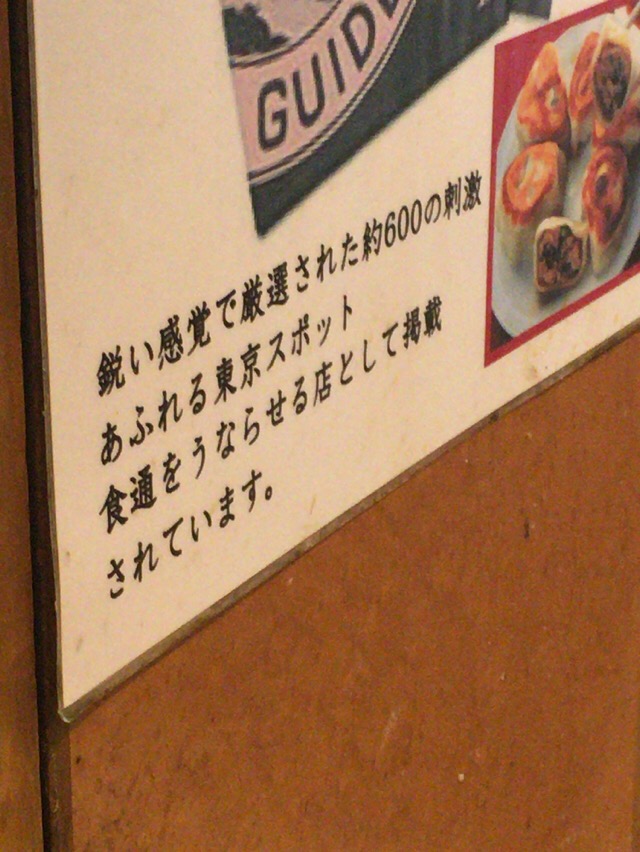 GUIDE
鋭い感覚で厳選された約600の刺激
あふれる東京スポット
食通をうならせる店として掲載
されています。